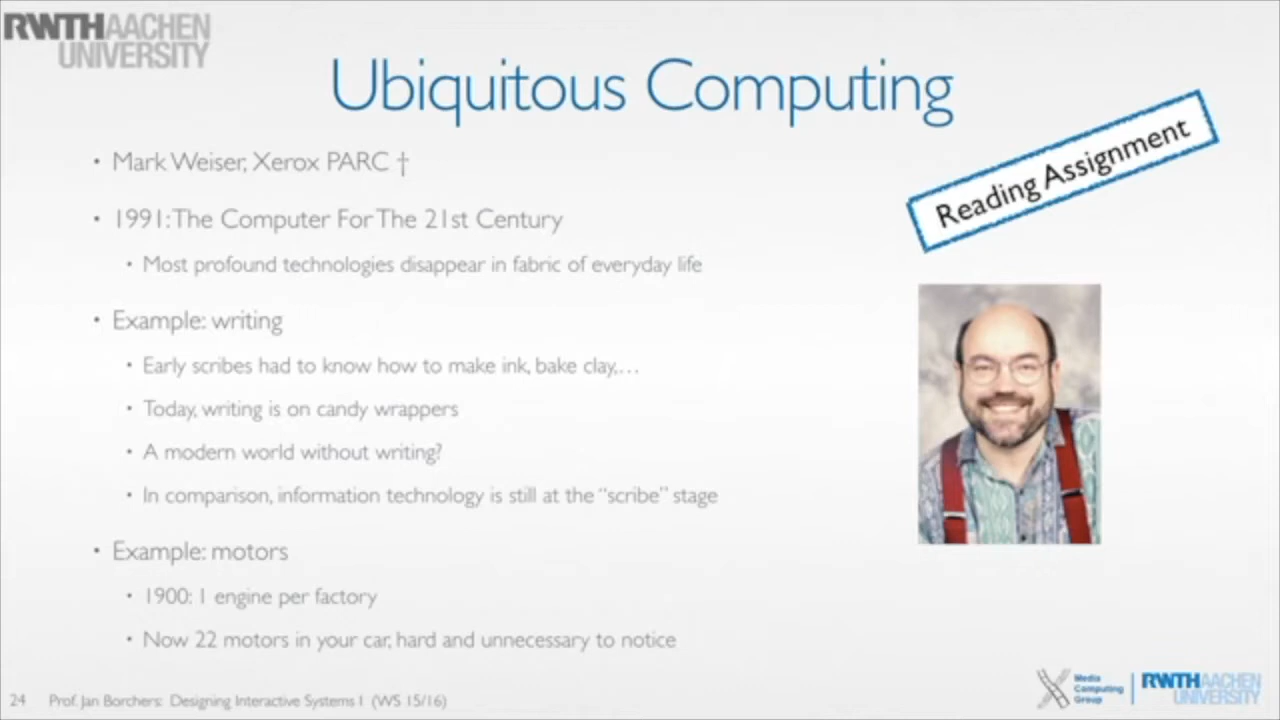 RWTH AACHEN
UNIVERSITY
Ubiquitous Computing
Reading Assignment
• Mark Weiser, Xerox PARC †
• 1991: The Computer For The 21st Century
• Most profound technologies disappear in fabric of everyday life
• Example: writing
• Early scribes had to know how to make ink, bake clay,…
• Today, writing is on candy wrappers
• A modern world without writing?
• In comparison, information technology is still at the “scribe” stage
• Example: motors
• 1900: 1 engine per factory
• Now 22 motors in your car, hard and unnecessary to notice
24 Prof. Jan Borchers: Designing Interactive Systems I (WS 15/16)
Media
Computing
Group
RWTH AACHEN
UNIVERSITY